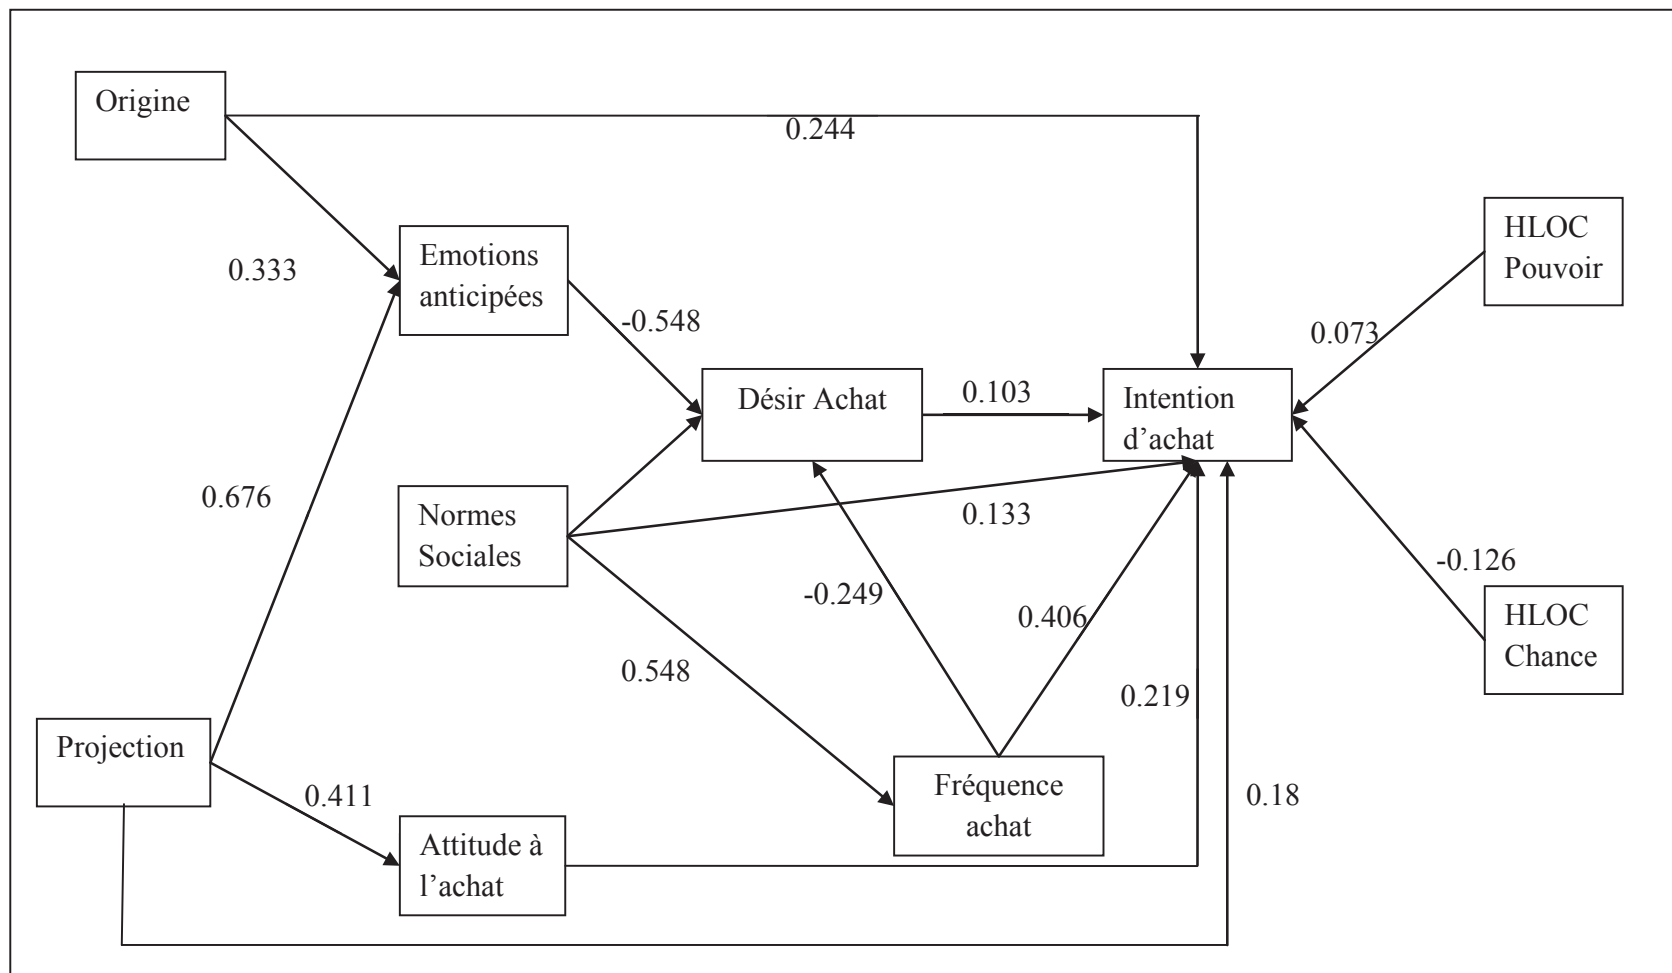 Origine
0.244
HLOC
Pouvoir
Emotions
anticipées
0.333
-0.548
0.073
Désir Achat
0.103
Intention
d’achat
0.676
Normes
Sociales
0.133
-0.126
-0.249
0.406
HLOC
Chance
0.548
0.219
Projection
0.411
Fréquence
achat
0.18
Attitude à
l’achat